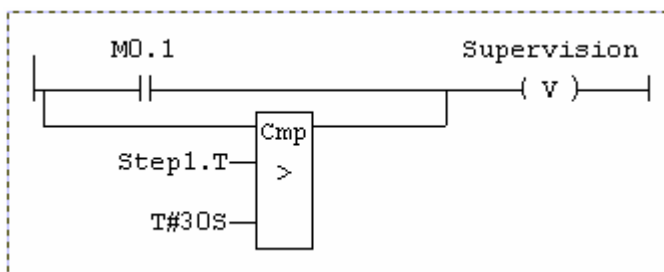 M0.1 Supervision
( V )
Cmp
Step1.T
>
T#30S